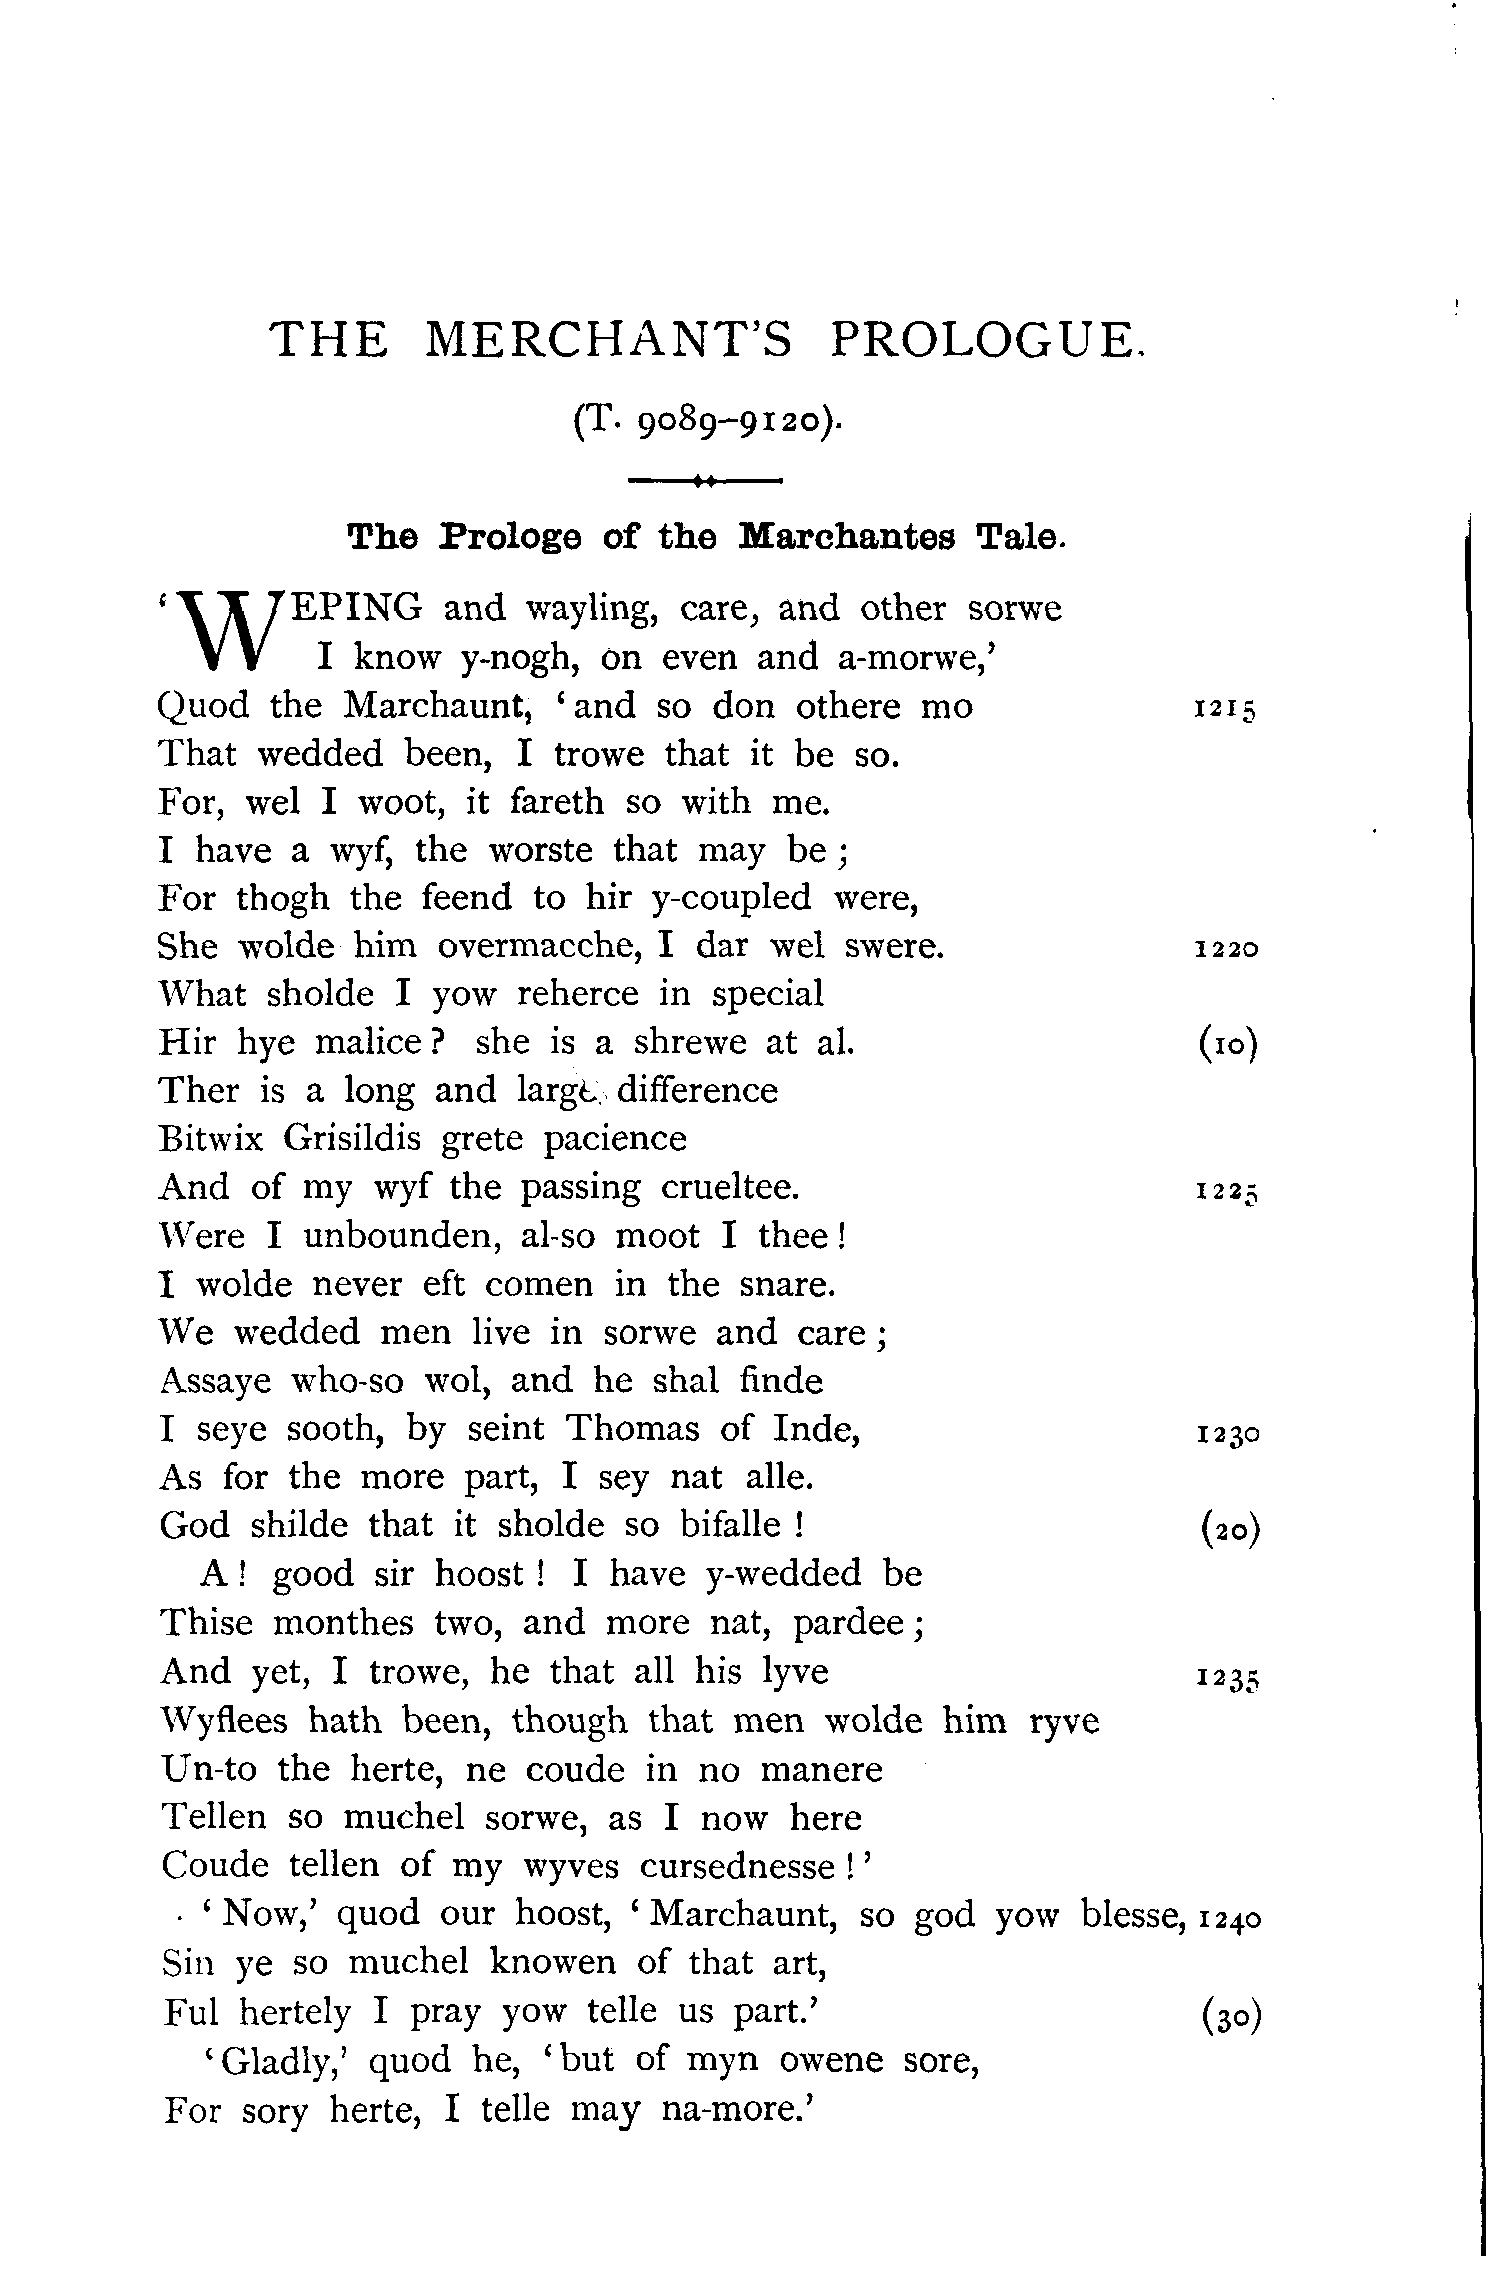 THE MERCHANT'S PROLOGUE.
(T. 9089–9120).
The Prologe of the Marchantes Tale.
‘WEPING and wayling, care, and other sorwe
I know y-nogh, on even and a-morwe,’
Quod the Marchaunt, ‘and so don othere mo 1215
That wedded been, I trowe that it be so.
For, wel I woot, it fareth so with me.
I have a wyf, the worste that may be ;
For thogh the feend to hir y-coupled were,
She wolde him overmacche, I dar wel swere. 1220
What sholde I yow reherce in special
Hir hye malice ? she is a shrewe at al. (10)
Ther is a long and large difference
Bitwix Grisildis grete pacience
And of my wyf the passing crueltee. 1225
Were I unbounden, al-so moot I thee !
I wolde never eft comen in the snare.
We wedded men live in sorwe and care ;
Assaye who-so wol, and he shal finde
I seye sooth, by seint Thomas of Inde, 1230
As for the more part, I sey nat alle.
God shilde that it sholde so bifalle ! (20)
A ! good sir hoost ! I have y-wedded be
Thise monthes two, and more nat, pardee ;
And yet, I trowe, he that all his lyve 1235
Wyflees hath been, though that men wolde him ryve
Un-to the herte, ne coude in no manere
Tellen so muchel sorwe, as I now here
Coude tellen of my wyves cursednesse !’
‘Now,’ quod our hoost, ‘Marchaunt, so god yow blesse, 1240
Sin ye so muchel knowen of that art,
Ful hertely I pray yow telle us part.’ (30)
‘Gladly,’ quod he, ‘but of myn owene sore,
For sory herte, I telle may na-more.’